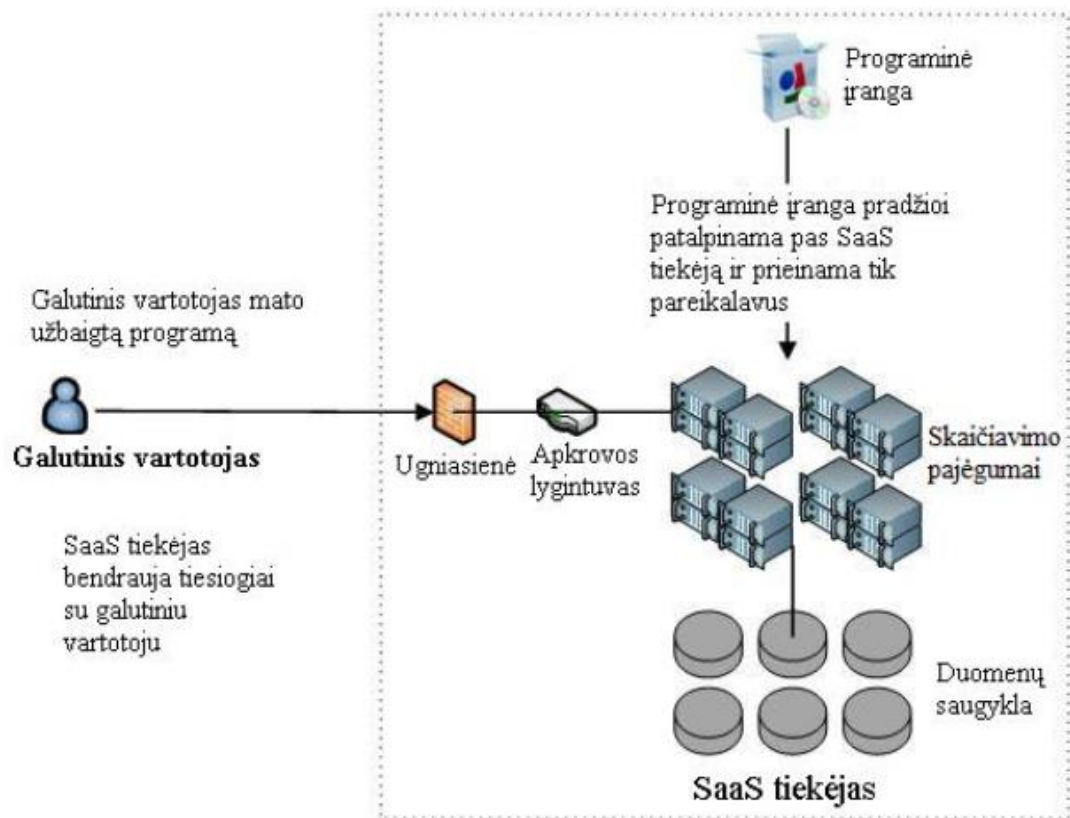 Programinė
įranga
Programinė įranga pradžioi
patalpinama pas SaaS
tiekėją ir prieinama tik
pareikalavus
Galutinis vartotojas mato
užbaigtą programą
Galutinis vartotojas
Ugniasienė
Apkrovos
lygintuvas
Skaičiavimo
pajėgumai
SaaS tiekėjas
bendrauja tiesiogiai
su galutiniu
vartotoju
Duomenų
saugykla
SaaS tiekėjas